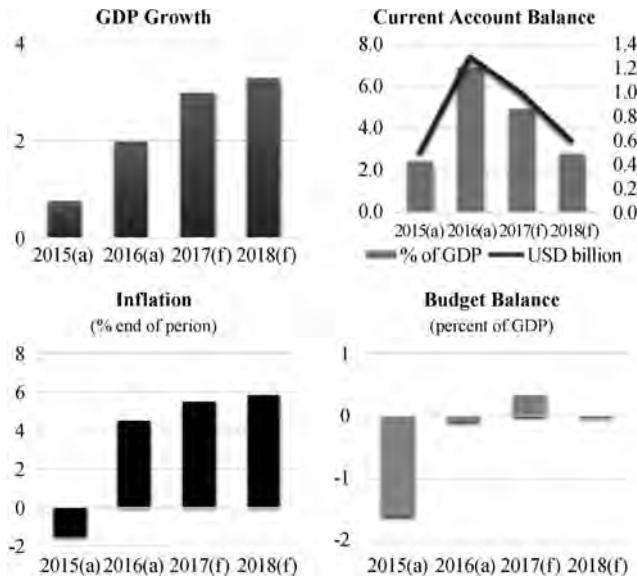 GDP Growth
4
2
0
2015(a) 2016(a) 2017(f) 2018(f)
Current Account Balance
8.0 1.4
1.2
6.0 1.0
0.8
4.0 0.6
2.0 0.4
0.2
0.0 0.0
2015(a) 2016(a) 2017(f) 2018(f)
% of GDP USD billion
Inflation
(% end of perion)
8
6
4
2
0
-2
2015(a) 2016(a) 2017(f) 2018(f)
Budget Balance
(percent of GDP)
1
0
-1
-2
2015(a) 2016(a) 2017(f) 2018(f)